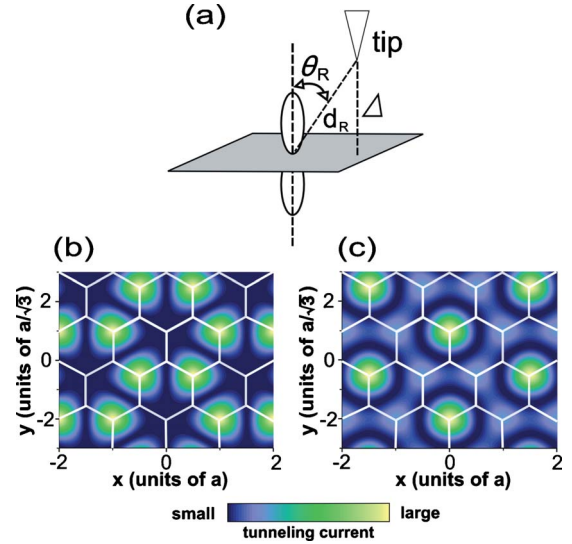 (a)
tip
θR
dR
Δ
(b)
(c)
y (units of a/√3)
2
0
-2
-2
0
2
x (units of a)
y (units of a/√3)
2
0
-2
-2
0
2
x (units of a)
small
large
tunneling current